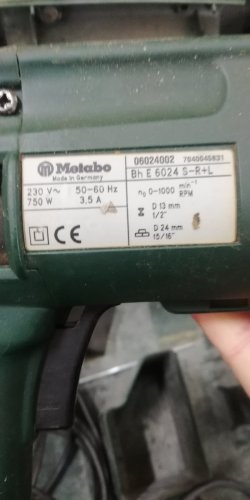 Metabo
Made in Germany
06024002 7040045831
Bh E 6024 S-R+L
230 V~ 50-60 Hz
750 W 3,5 A
n₀ 0-1000 min⁻¹
RPM
D 13 mm
1/2"
D 24 mm
15/16"
CE